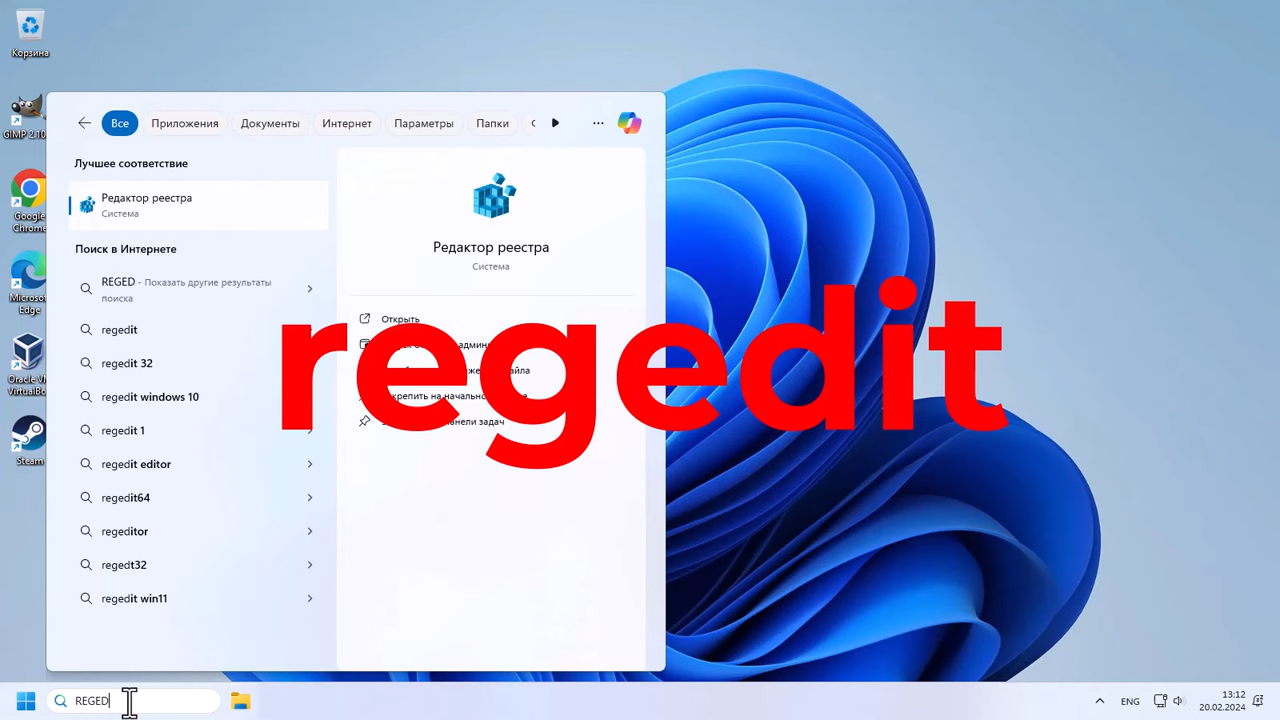 Корзина
GIMP 2.10
Google
Chrome
Microsoft
Edge
Oracle VM
VirtualBox
Steam
Все
Приложения
Документы
Интернет
Параметры
Папки
Лучшее соответствие
Редактор реестра
Система
Поиск в Интернете
REGED - Показать другие результаты
поиска
regedit
regedit 32
regedit windows 10
regedit 1
regedit editor
regedit64
regeditor
regedt32
regedit win11
Редактор реестра
Система
Открыть
regedit
REGED
ENG
13:12
20.02.2024